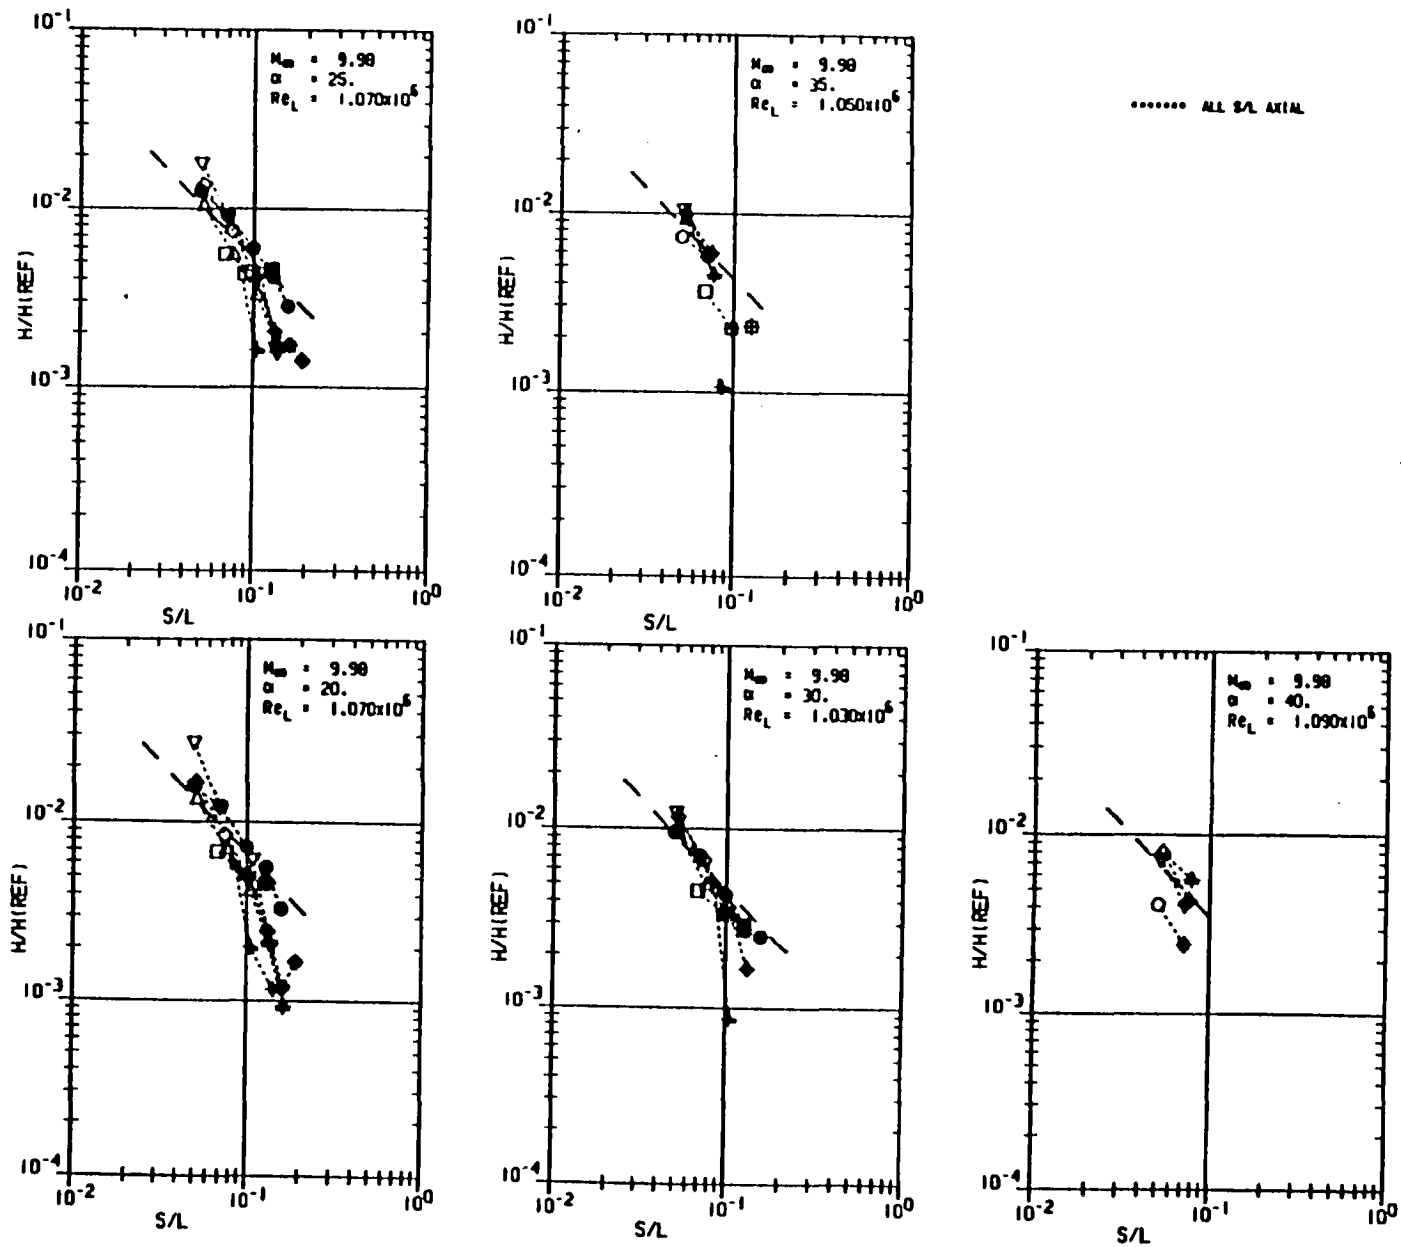 10⁻¹
M∞ = 9.98
α = 25.
Re_L = 1.070x10⁶
10⁻²
H/H(REF)
10⁻³
10⁻⁴
10⁻² 10⁻¹ 10⁰
S/L
10⁻¹
M∞ = 9.98
α = 35.
Re_L = 1.050x10⁶
10⁻²
H/H(REF)
10⁻³
10⁻⁴
10⁻² 10⁻¹ 10⁰
S/L
ALL S/L AXIAL
10⁻¹
M∞ = 9.98
α = 20.
Re_L = 1.070x10⁶
10⁻²
H/H(REF)
10⁻³
10⁻⁴
10⁻² 10⁻¹ 10⁰
S/L
10⁻¹
M∞ = 9.98
α = 30.
Re_L = 1.030x10⁶
10⁻²
H/H(REF)
10⁻³
10⁻⁴
10⁻² 10⁻¹ 10⁰
S/L
10⁻¹
M∞ = 9.98
α = 40.
Re_L = 1.090x10⁶
10⁻²
H/H(REF)
10⁻³
10⁻⁴
10⁻² 10⁻¹ 10⁰
S/L